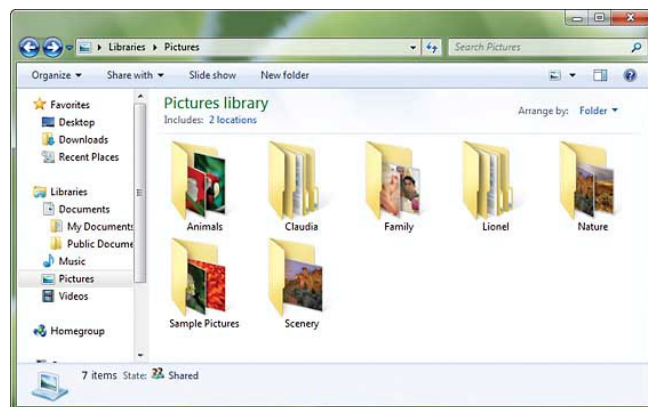 Libraries Pictures
Search Pictures
Organize Share with Slide show New folder
Favorites
Desktop
Downloads
Recent Places
Libraries
Documents
My Documents
Public Docume
Music
Pictures
Videos
Homegroup
Pictures library
Includes: 2 locations
Arrange by: Folder
Animals Claudia Family Lionel Nature
Sample Pictures Scenery
7 items State: Shared